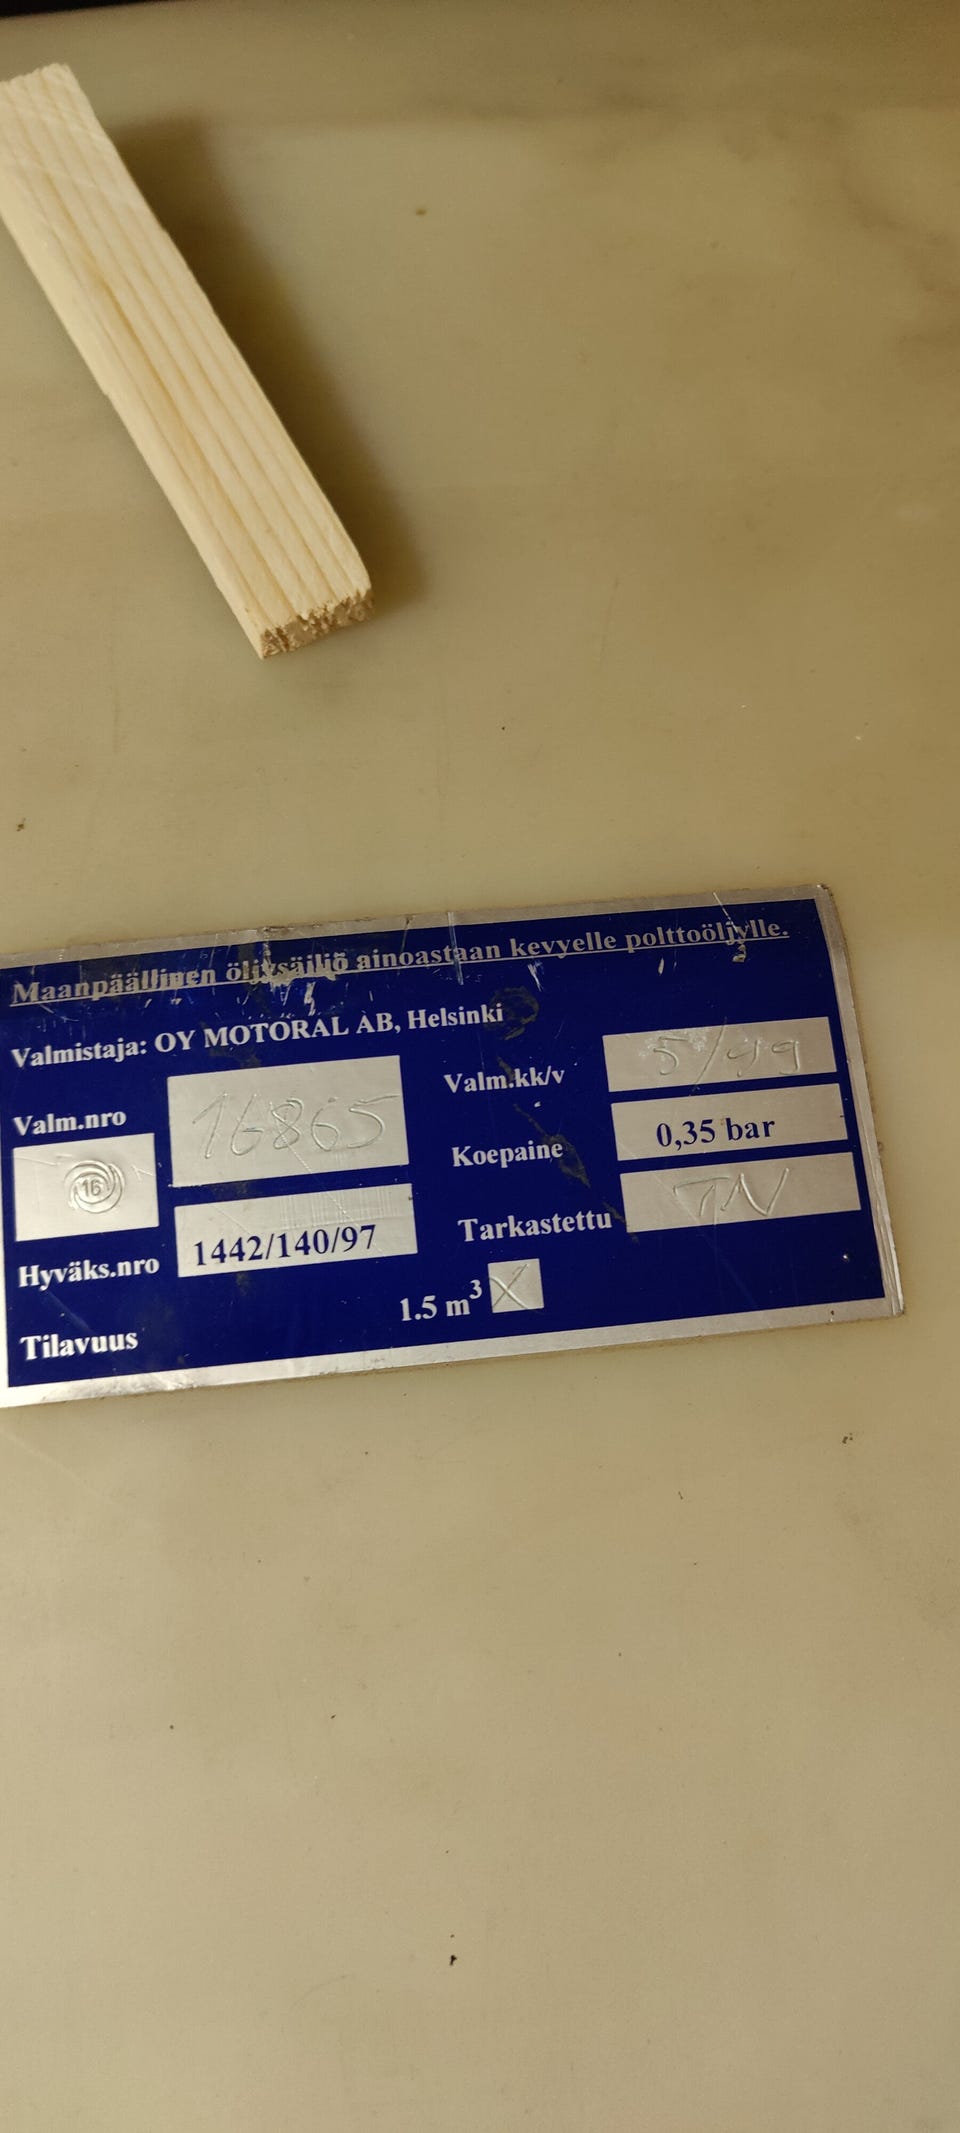 Maanpäällinen öljysäiliö ainoastaan kevyelle polttoöljylle.
Valmistaja: OY MOTORAL AB, Helsinki
Valm.nro 16865 Valm.kk/v 5/99
16
Koepaine 0,35 bar
Hyväks.nro 1442/140/97 Tarkastettu TN
Tilavuus 1.5 m³ X